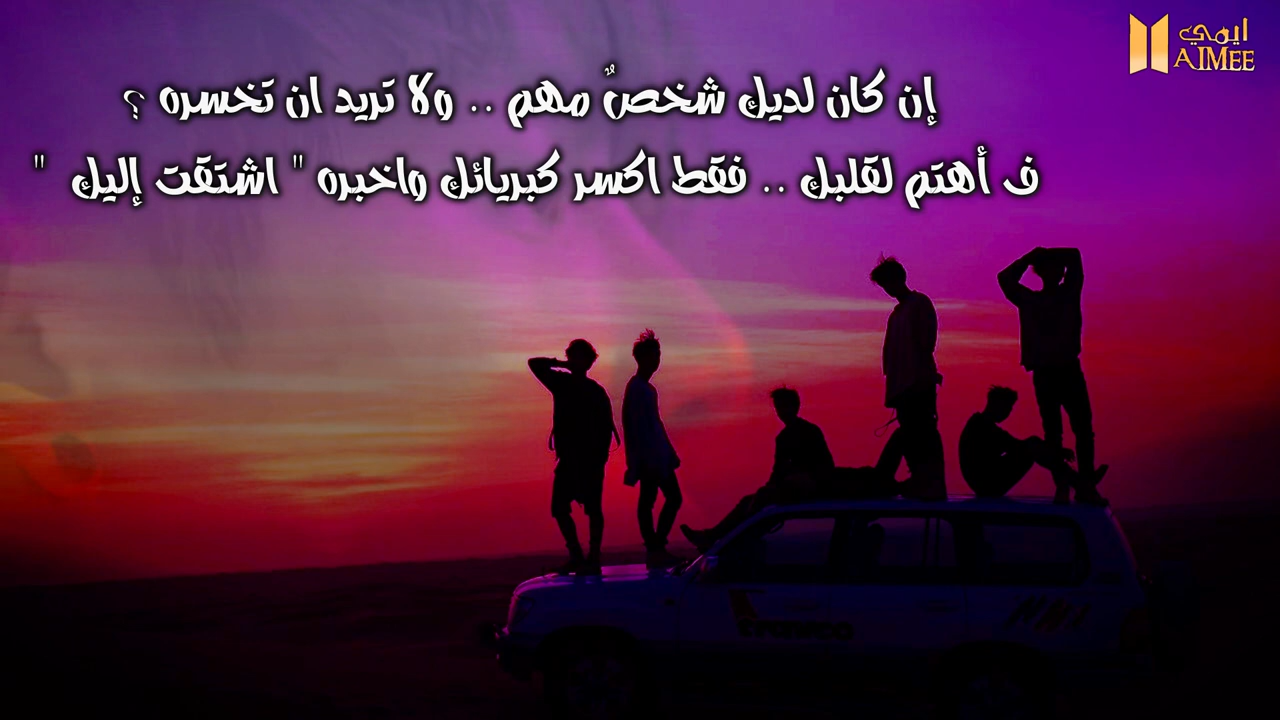 ايمي
AIMEE
إن كان لديك شخصٌ مهم .. ولا تريد ان تخسره ؟
ف أهتم لقلبك .. فقط اكسر كبريائك واخبره " اشتقت إليك "